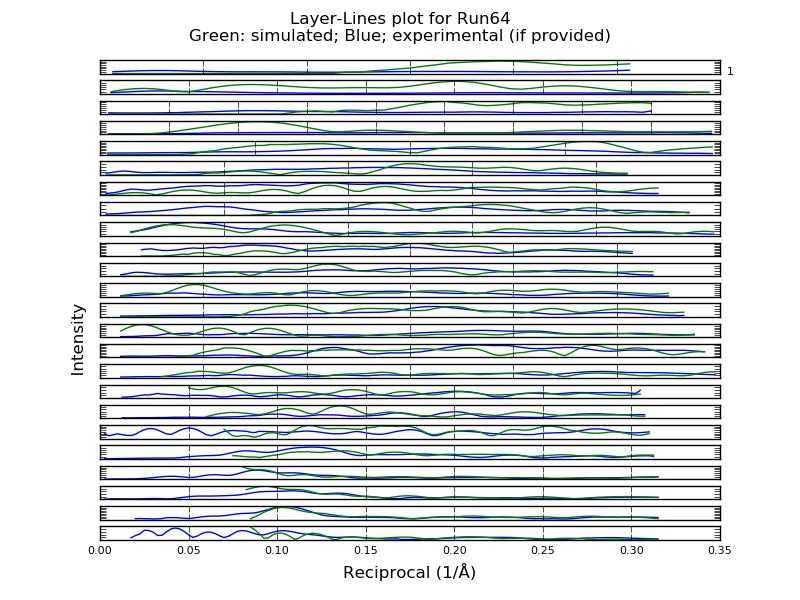 Layer-Lines plot for Run64
Green: simulated; Blue; experimental (if provided)
1
Intensity
0.00 0.05 0.10 0.15 0.20 0.25 0.30 0.35
Reciprocal (1/Å)